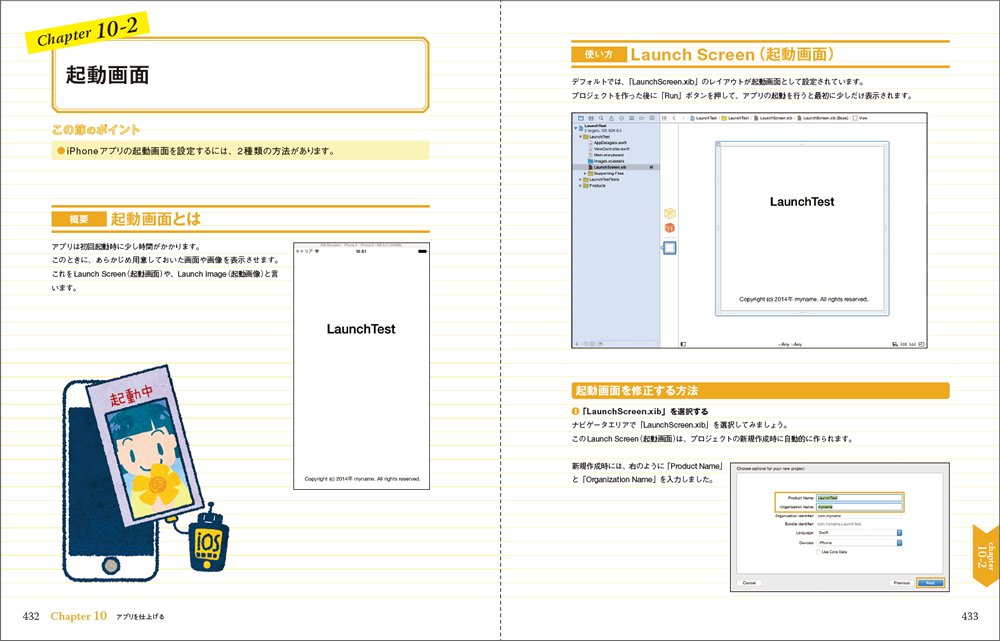 Chapter 10-2
起動画面
この節のポイント
●iPhoneアプリの起動画面を設定するには、2種類の方法があります。
概要 起動画面とは
アプリは初回起動時に少し時間がかかります。
このときに、あらかじめ用意しておいた画面や画像を表示させます。
これをLaunch Screen(起動画面)や、Launch Image(起動画像)と言
います。
キャリア
15:51
LaunchTest
Copyright (c) 2014年 myname. All rights reserved.
起動中
iOS
432 Chapter 10 アプリを仕上げる
使い方 Launch Screen(起動画面)
デフォルトでは、「LaunchScreen.xib」のレイアウトが起動画面として設定されています。
プロジェクトを作った後に「Run」ボタンを押して、アプリの起動を行うと最初に少しだけ表示されます。
LaunchTest
2 targets, iOS SDK 8.0
LaunchTest
AppDelegate.swift
ViewController.swift
Main.storyboard
Images.xcassets
LaunchScreen.xib
Supporting Files
LaunchTestTests
Products
LaunchTest LaunchTest LaunchScreen.xib LaunchScreen.xib (Base) View
LaunchTest
Copyright (c) 2014年 myname. All rights reserved.
起動画面を修正する方法
❶「LaunchScreen.xib」を選択する
ナビゲータエリアで「LaunchScreen.xib」を選択してみましょう。
このLaunch Screen(起動画面)は、プロジェクトの新規作成時に自動的に作られます。
新規作成時には、右のように「Product Name」
と「Organization Name」を入力しました。
Choose options for your new project:
Product Name: LaunchTest
Organization Name: myname
Organization Identifier: com.myname
Bundle Identifier: com.myname.LaunchTest
Language: Swift
Devices: iPhone
Use Core Data
Cancel
Previous
Next
chapter
10-2
433